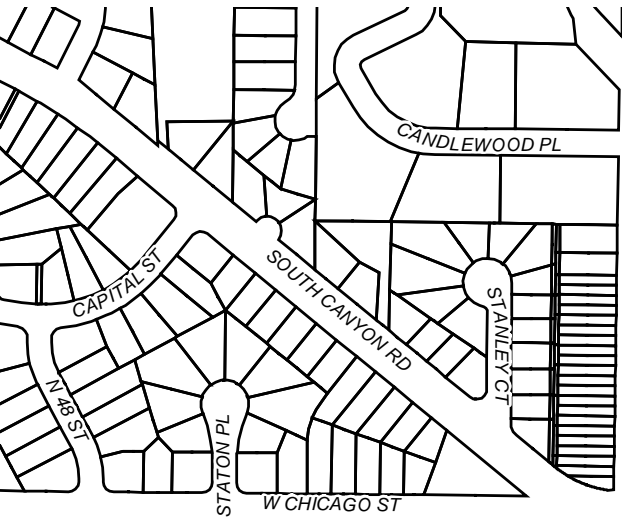 CANDLEWOOD PL
CAPITAL ST
SOUTH CANYON RD
STANLEY CT
N 48 ST
STATON PL
W CHICAGO ST